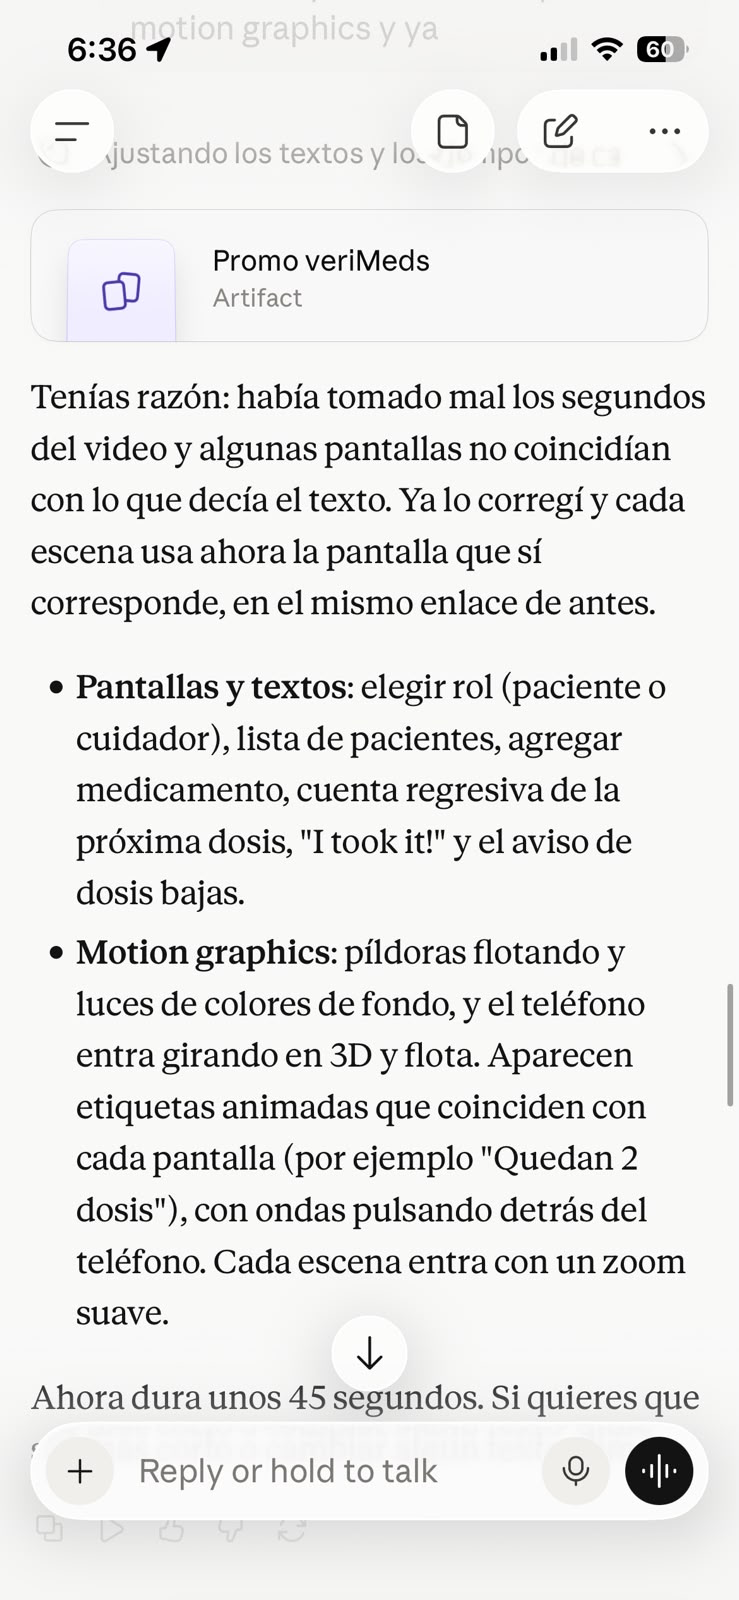 motion graphics y ya
6:36
60
Ajustando los textos y los
Promo veriMeds
Artifact
Tenías razón: había tomado mal los segundos
del video y algunas pantallas no coincidían
con lo que decía el texto. Ya lo corregí y cada
escena usa ahora la pantalla que sí
corresponde, en el mismo enlace de antes.
• Pantallas y textos: elegir rol (paciente o
cuidador), lista de pacientes, agregar
medicamento, cuenta regresiva de la
próxima dosis, "I took it!" y el aviso de
dosis bajas.
• Motion graphics: píldoras flotando y
luces de colores de fondo, y el teléfono
entra girando en 3D y flota. Aparecen
etiquetas animadas que coinciden con
cada pantalla (por ejemplo "Quedan 2
dosis"), con ondas pulsando detrás del
teléfono. Cada escena entra con un zoom
suave.
Ahora dura unos 45 segundos. Si quieres que
Reply or hold to talk